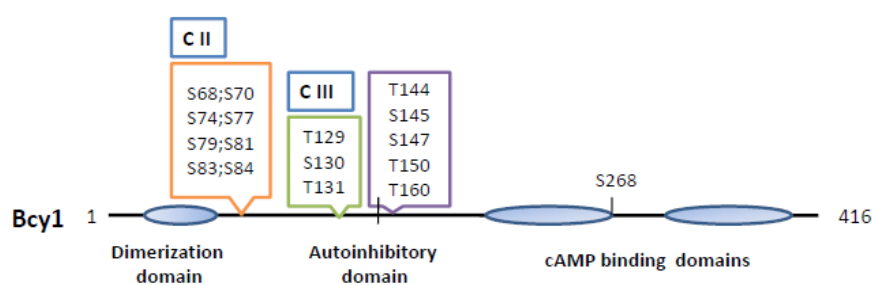 C II
S68;S70
S74;S77
S79;S81
S83;S84
C III
T129
S130
T131
T144
S145
S147
T150
T160
S268
Bcy1 1
416
Dimerization
domain
Autoinhibitory
domain
cAMP binding domains